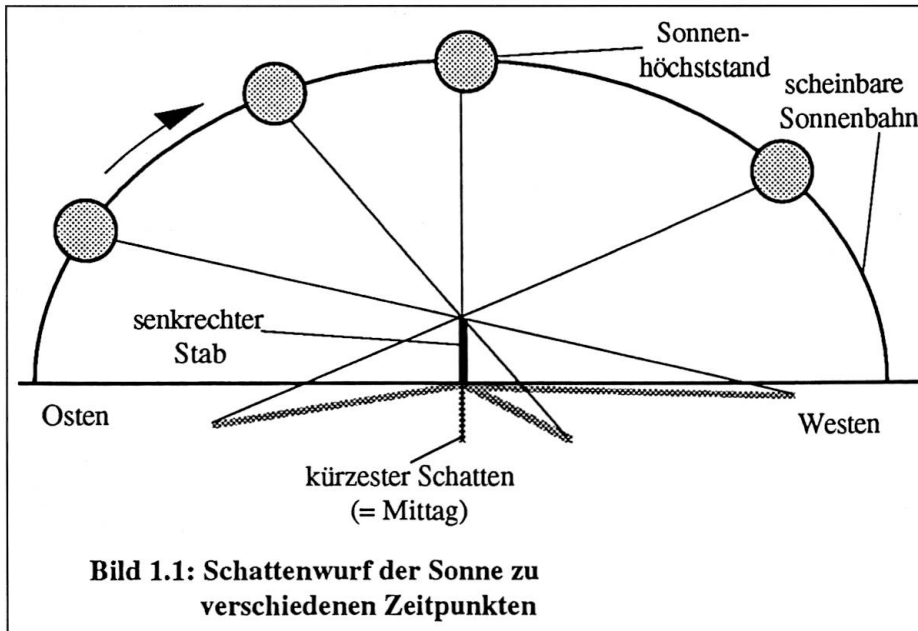 Sonnen-
höchststand
scheinbare
Sonnenbahn
senkrechter
Stab
Osten
Westen
kürzester Schatten
(= Mittag)
Bild 1.1: Schattenwurf der Sonne zu
verschiedenen Zeitpunkten